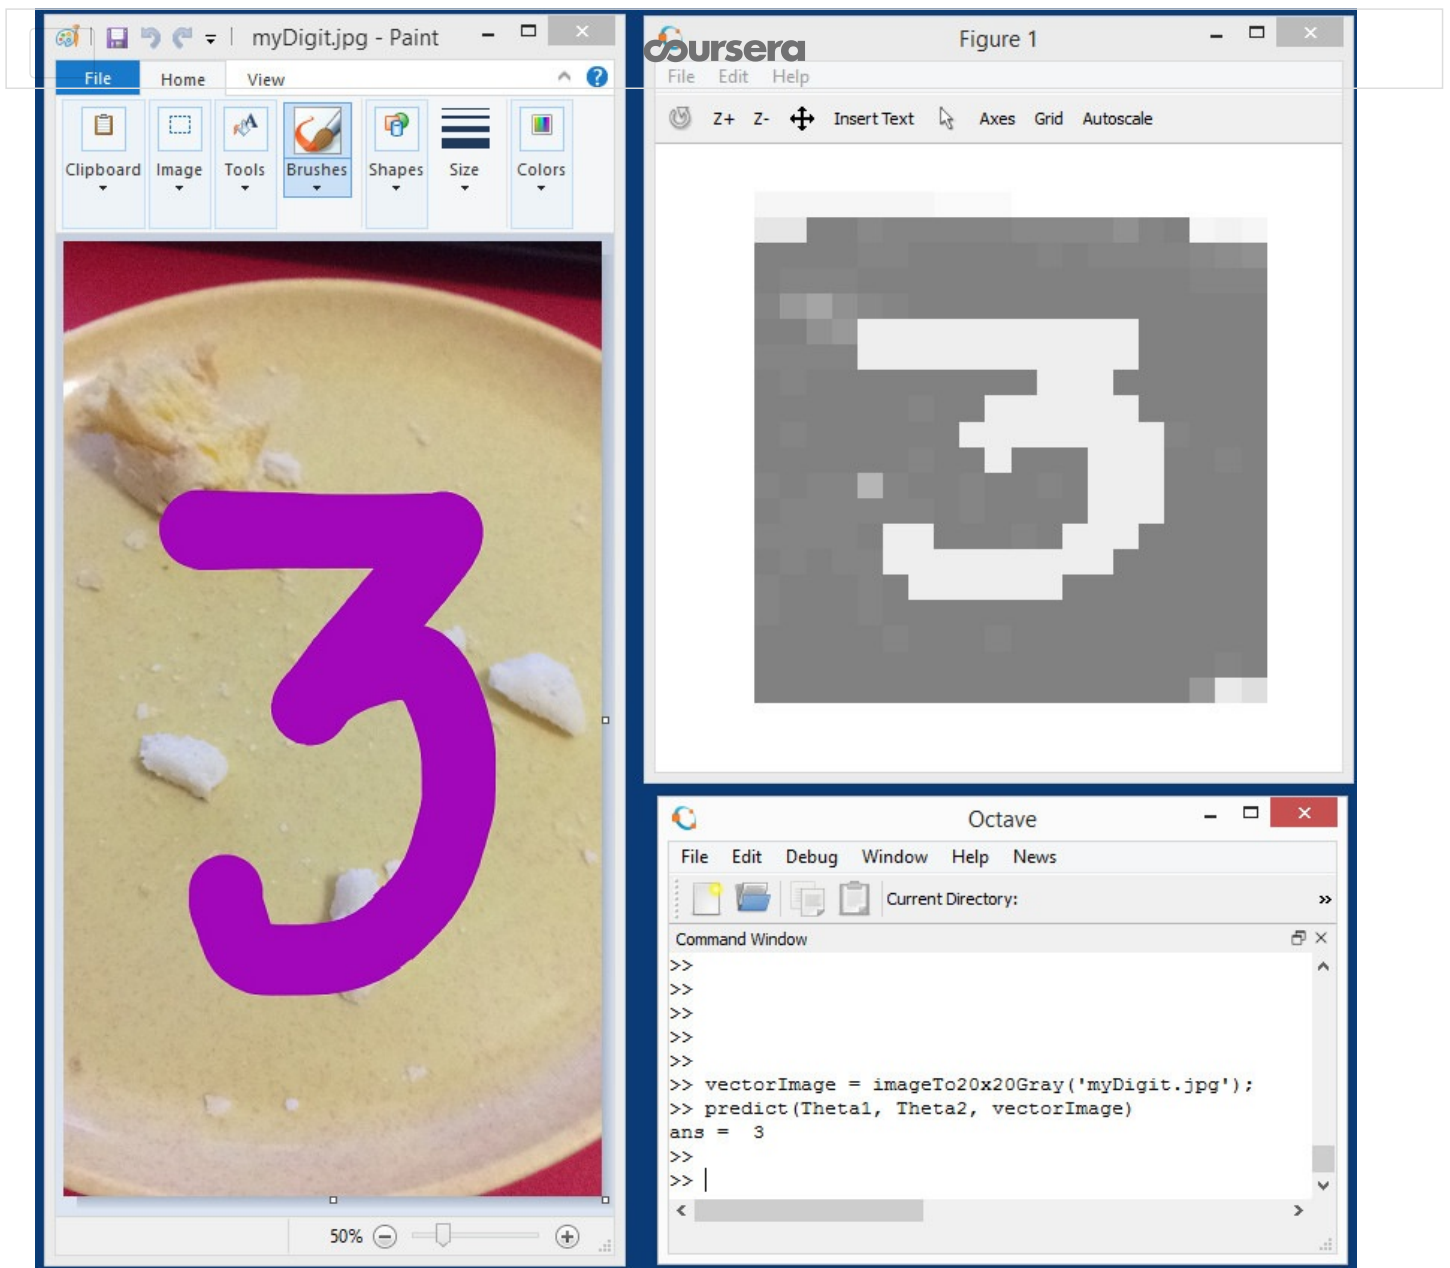 myDigit.jpg - Paint
File Home View
Clipboard Image Tools Brushes Shapes Size Colors
3
50%
coursera
Figure 1
File Edit Help
Z+ Z- Insert Text Axes Grid Autoscale
3
Octave
File Edit Debug Window Help News
Current Directory:
Command Window
>>
>>
>>
>>
>>
>> vectorImage = imageTo20x20Gray('myDigit.jpg');
>> predict(Theta1, Theta2, vectorImage)
ans = 3
>>
>>